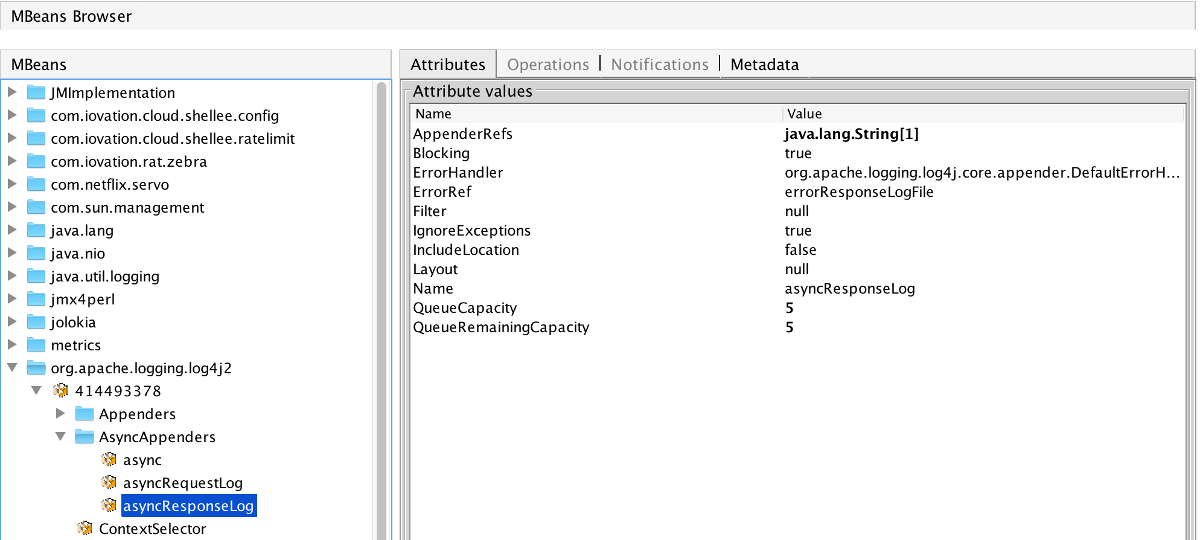 MBeans Browser
MBeans
JMImplementation
com.iovation.cloud.shellee.config
com.iovation.cloud.shellee.ratelimit
com.iovation.rat.zebra
com.netflix.servo
com.sun.management
java.lang
java.nio
java.util.logging
jmx4perl
jolokia
metrics
org.apache.logging.log4j2
414493378
Appenders
AsyncAppenders
async
asyncRequestLog
asyncResponseLog
ContextSelector
Attributes Operations Notifications Metadata
Attribute values
Name Value
AppenderRefs java.lang.String[1]
Blocking true
ErrorHandler org.apache.logging.log4j.core.appender.DefaultErrorH...
ErrorRef errorResponseLogFile
Filter null
IgnoreExceptions true
IncludeLocation false
Layout null
Name asyncResponseLog
QueueCapacity 5
QueueRemainingCapacity 5